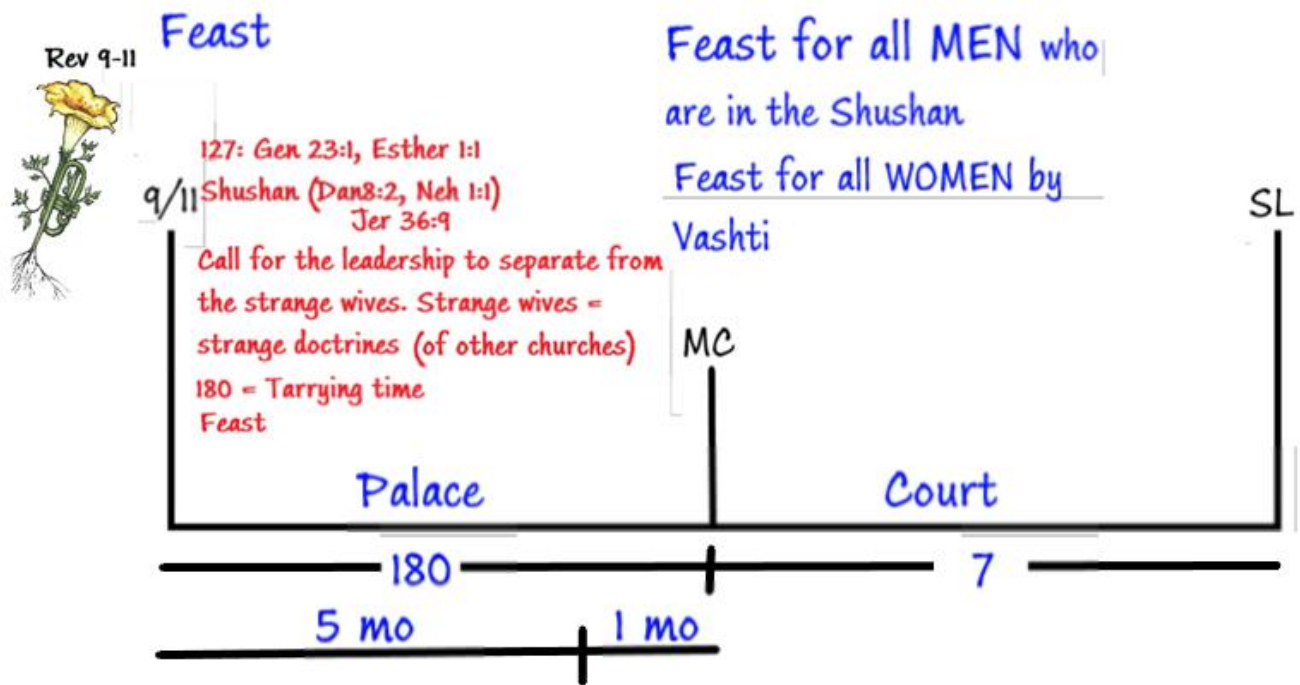 Feast
Rev 9-11
9/11
127: Gen 23:1, Esther 1:1
Shushan (Dan8:2, Neh 1:1)
Jer 36:9
Call for the leadership to separate from
the strange wives. Strange wives =
strange doctrines (of other churches)
180 = Tarrying time
Feast
Feast for all MEN who
are in the Shushan
Feast for all WOMEN by
Vashti
MC
SL
Palace
Court
180
7
5 mo
1 mo